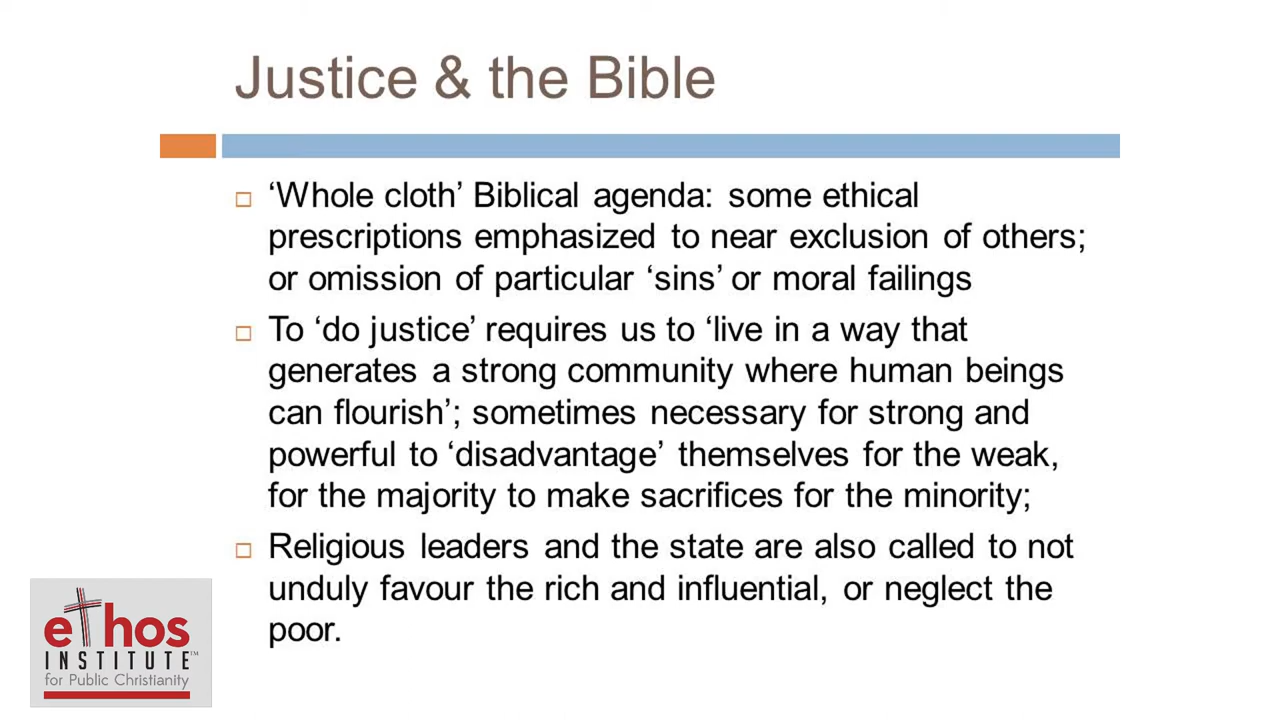 Justice & the Bible
‘Whole cloth’ Biblical agenda: some ethical
prescriptions emphasized to near exclusion of others;
or omission of particular ‘sins’ or moral failings
To ‘do justice’ requires us to ‘live in a way that
generates a strong community where human beings
can flourish’; sometimes necessary for strong and
powerful to ‘disadvantage’ themselves for the weak,
for the majority to make sacrifices for the minority;
Religious leaders and the state are also called to not
unduly favour the rich and influential, or neglect the
poor.
ethos
INSTITUTE™
for Public Christianity